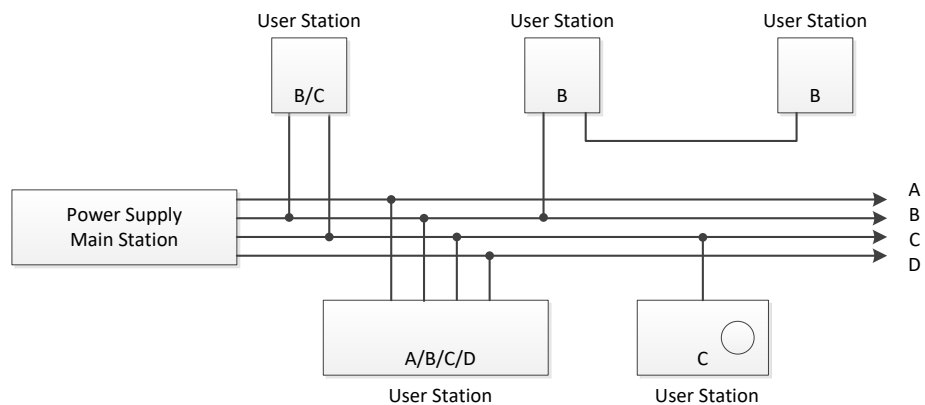 User Station
User Station
User Station
B/C
B
B
Power Supply
Main Station
A
B
C
D
A/B/C/D
C
User Station
User Station